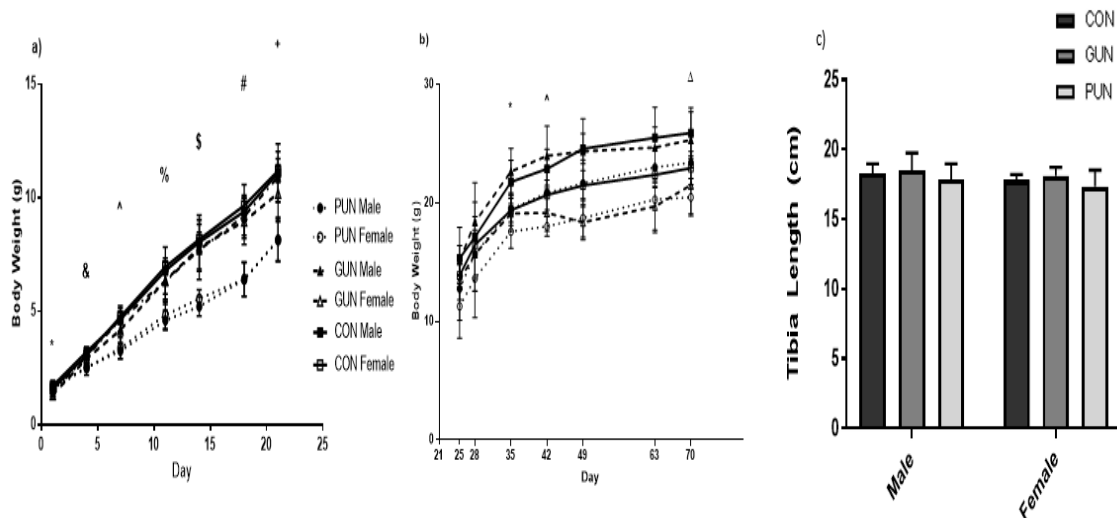 a)
+
#
$
%
^
&
*
15
10
5
0
Body Weight (g)
0 5 10 15 20 25
Day
PUN Male
PUN Female
GUN Male
GUN Female
CON Male
CON Female
b)
* ^ Δ
30
20
10
0
Body Weight (g)
21 25 28 35 42 49 63 70
Day
c)
CON
GUN
PUN
25
20
15
10
5
0
Tibia Length (cm)
Male
Female